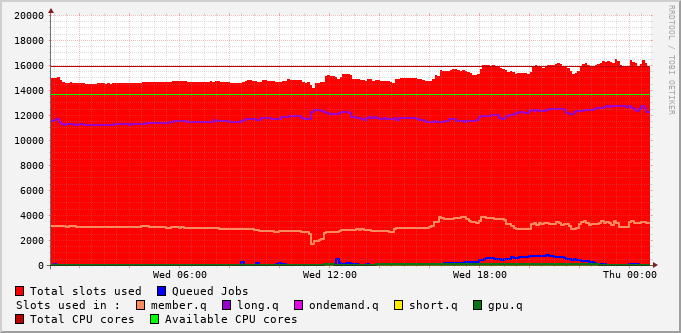 20000
18000
16000
14000
12000
10000
8000
6000
4000
2000
0
Wed 06:00 Wed 12:00 Wed 18:00 Thu 00:00
RRDTOOL / TOBI OETIKER
Total slots used Queued Jobs
Slots used in : member.q long.q ondemand.q short.q gpu.q
Total CPU cores Available CPU cores